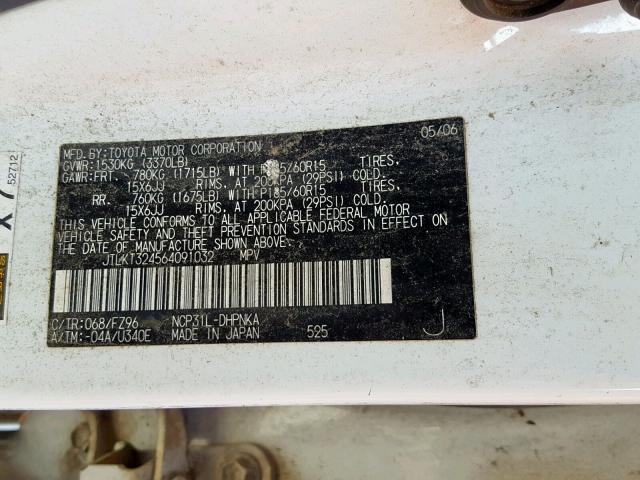 MFD. BY: TOYOTA MOTOR CORPORATION 05/06
GVWR: 1530KG (3370LB)
GAWR: FRT. 780KG (1715LB) WITH 5/60R15 TIRES.
15X6JJ RIMS, AT 200KPA (29PSI) COLD.
RR. 760KG (1675LB) WITH P185/60R15 TIRES.
15X6JJ RIMS, AT 200KPA (29PSI) COLD.
THIS VEHICLE CONFORMS TO ALL APPLICABLE FEDERAL MOTOR
VEHICLE SAFETY AND THEFT PREVENTION STANDARDS IN EFFECT ON
THE DATE OF MANUFACTURE SHOWN ABOVE.
JTLKT324564091032 MPV
C/TR: 068/FZ96 NCP31L-DHPNKA
A/TM: -04A/U340E MADE IN JAPAN 525 J
52712